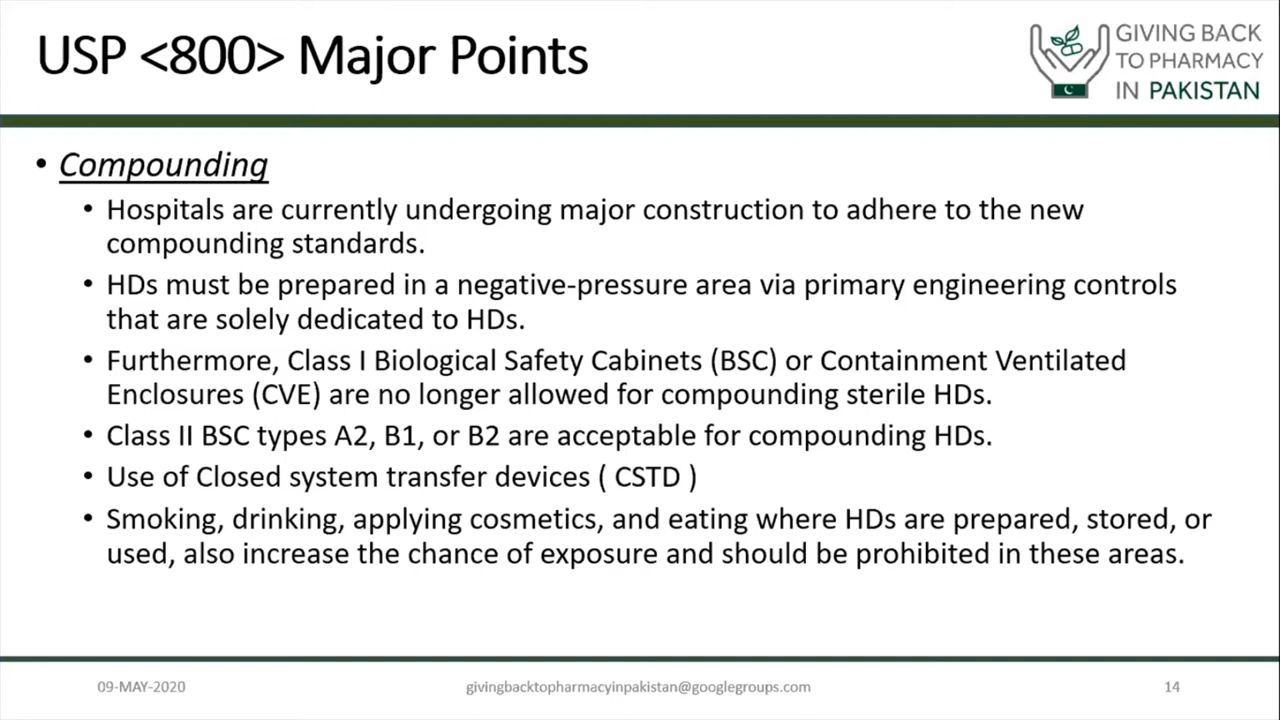 USP <800> Major Points
GIVING BACK
TO PHARMACY
IN PAKISTAN
• Compounding
• Hospitals are currently undergoing major construction to adhere to the new
compounding standards.
• HDs must be prepared in a negative-pressure area via primary engineering controls
that are solely dedicated to HDs.
• Furthermore, Class I Biological Safety Cabinets (BSC) or Containment Ventilated
Enclosures (CVE) are no longer allowed for compounding sterile HDs.
• Class II BSC types A2, B1, or B2 are acceptable for compounding HDs.
• Use of Closed system transfer devices ( CSTD )
• Smoking, drinking, applying cosmetics, and eating where HDs are prepared, stored, or
used, also increase the chance of exposure and should be prohibited in these areas.
09-MAY-2020
givingbacktopharmacyinpakistan@googlegroups.com
14